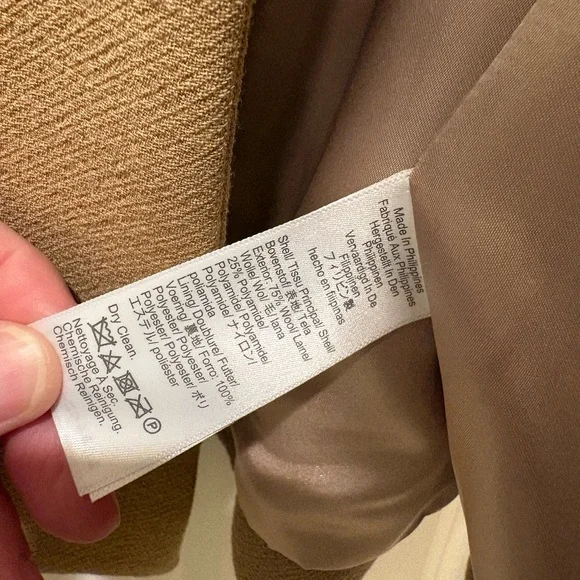 Made In Philippines
Fabriqué Aux Philippines
Hergestellt In Den
Philippinen
Vervaardigd In De
Filippijnen
フィリピン製
hecho en filipinas
Shell/ Tissu Principal/ Shell/
Bovenstof/ 表地/ Tela
Exterior: 75% Wool/ Laine/
Wolle/ Wol/ 毛/ lana
25% Polyamide/ Polyamide/
Polyamid/ Polyamide/ ナイロン/
poliamida
Lining/ Doublure/ Futter/
Voering/ 裏地/ Forro: 100%
Polyester/ Polyester/
Polyester/ Polyester/ ポリ
エステル/ poliéster
Dry Clean.
P
Nettoyage A Sec.
Chemische Reinigung.
Chemisch Reinigen.